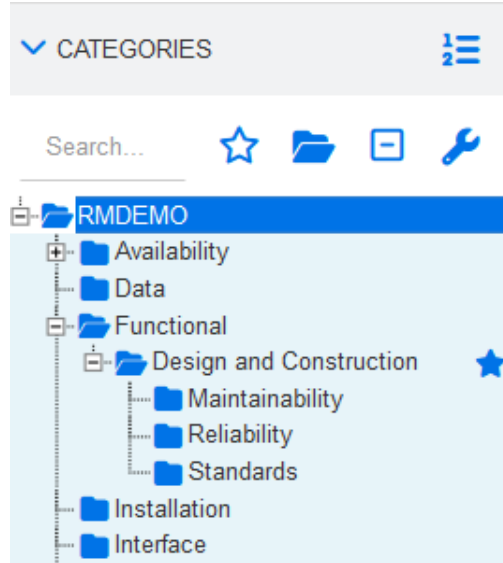 CATEGORIES
Search...
RMDEMO
Availability
Data
Functional
Design and Construction
Maintainability
Reliability
Standards
Installation
Interface